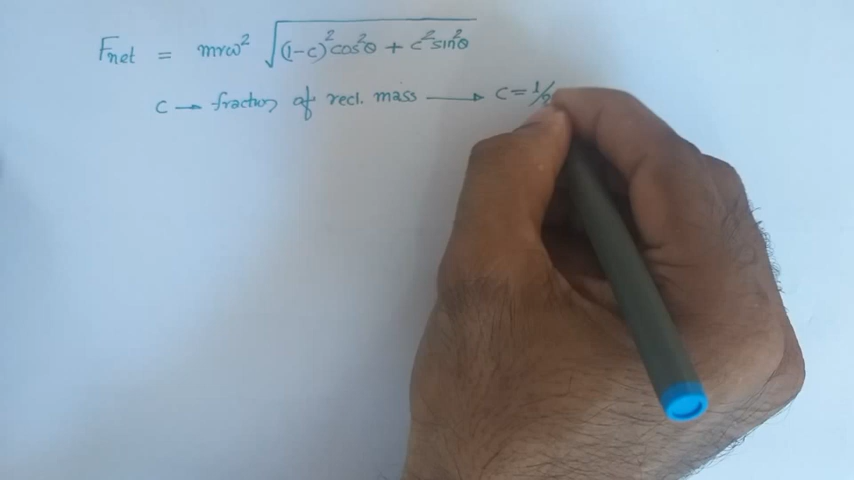 Fnet = mrω² √(1-c)²cos²θ + c²sin²θ
c → fraction of reci. mass → c = 1/2